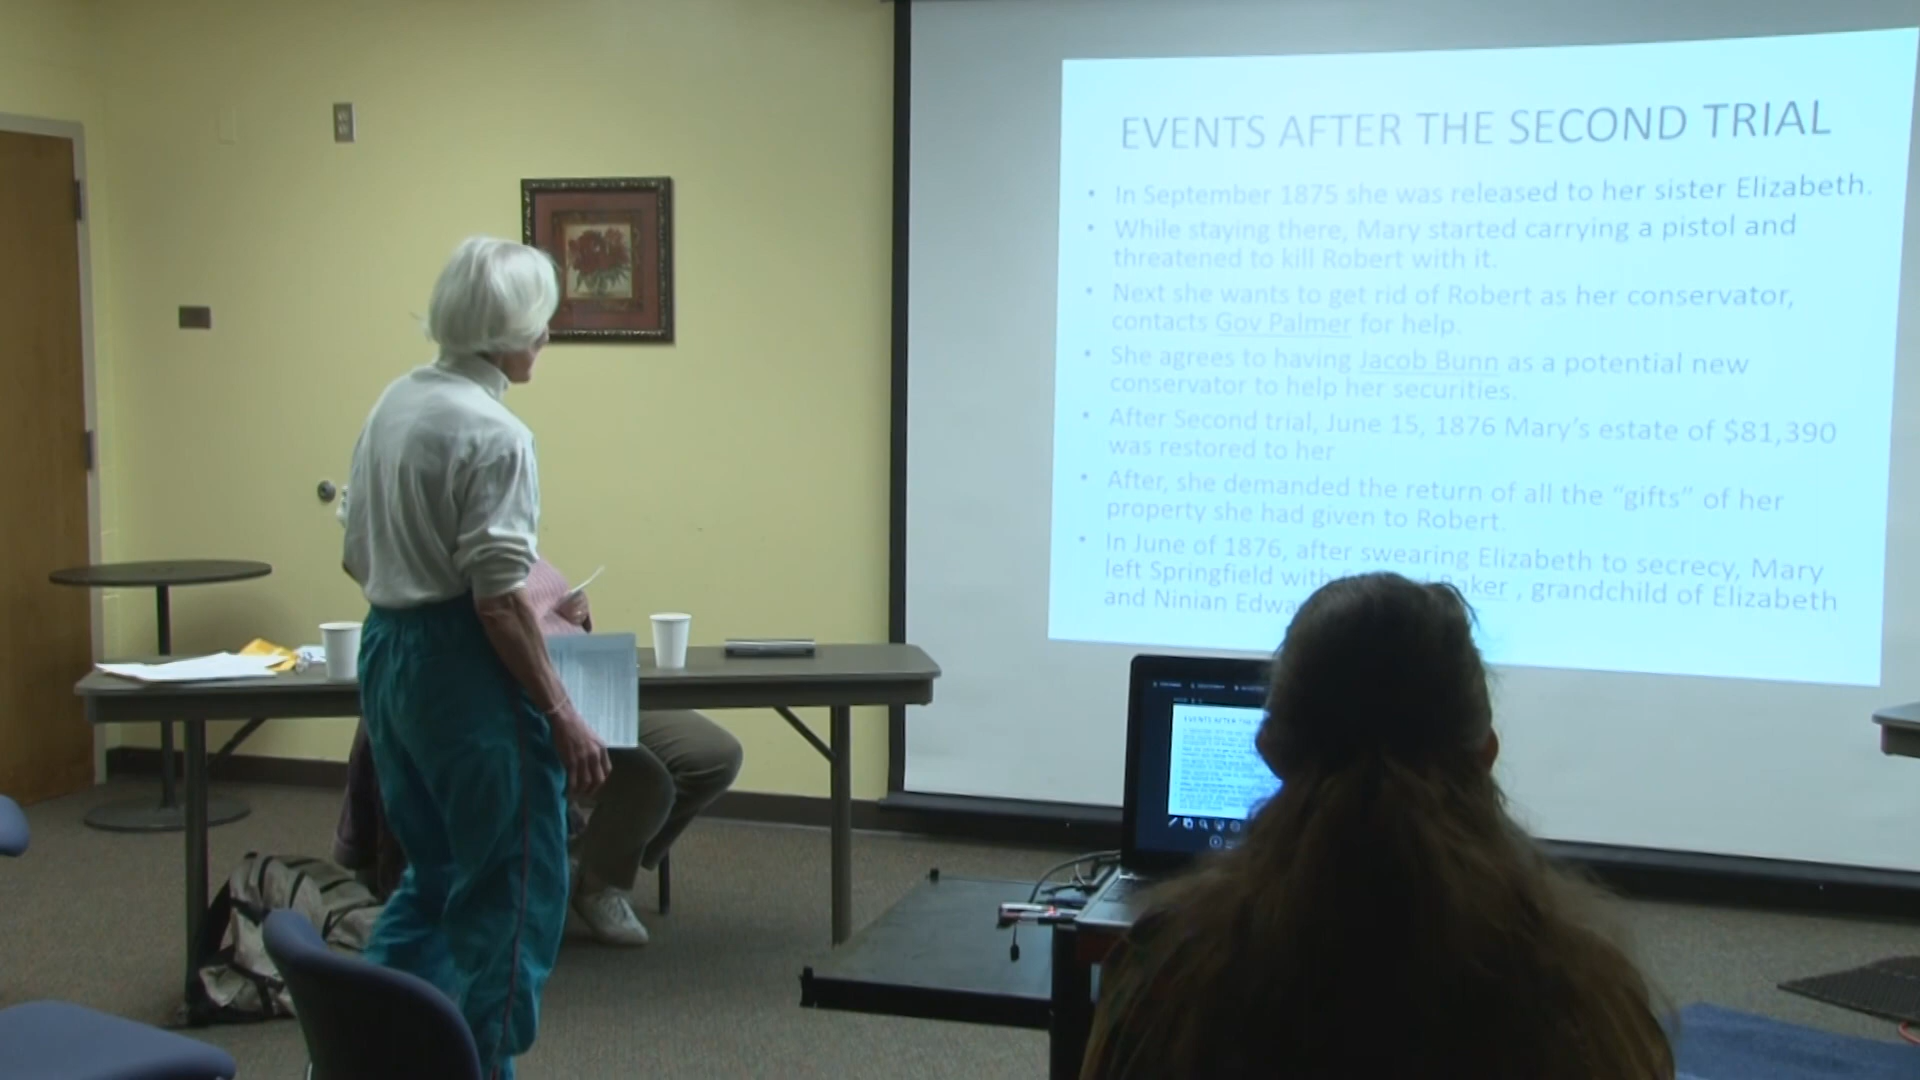 EVENTS AFTER THE SECOND TRIAL
• In September 1875 she was released to her sister Elizabeth.
• While staying there, Mary started carrying a pistol and
threatened to kill Robert with it.
• Next she wants to get rid of Robert as her conservator,
contacts Gov Palmer for help.
• She agrees to having Jacob Bunn as a potential new
conservator to help her securities.
• After Second trial, June 15, 1876 Mary's estate of $81,390
was restored to her
• After, she demanded the return of all the "gifts" of her
property she had given to Robert.
• In June of 1876, after swearing Elizabeth to secrecy, Mary
left Springfield with Baker , grandchild of Elizabeth
and Ninian
EVENTS AFTER THE